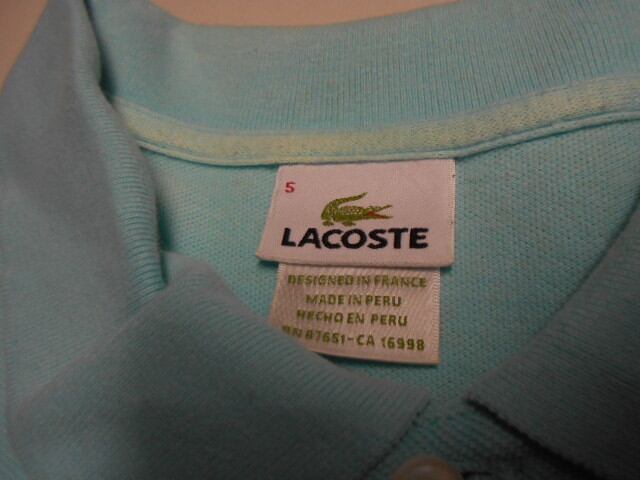 5
LACOSTE
DESIGNED IN FRANCE
MADE IN PERU
HECHO EN PERU
RN 87651-CA 16998